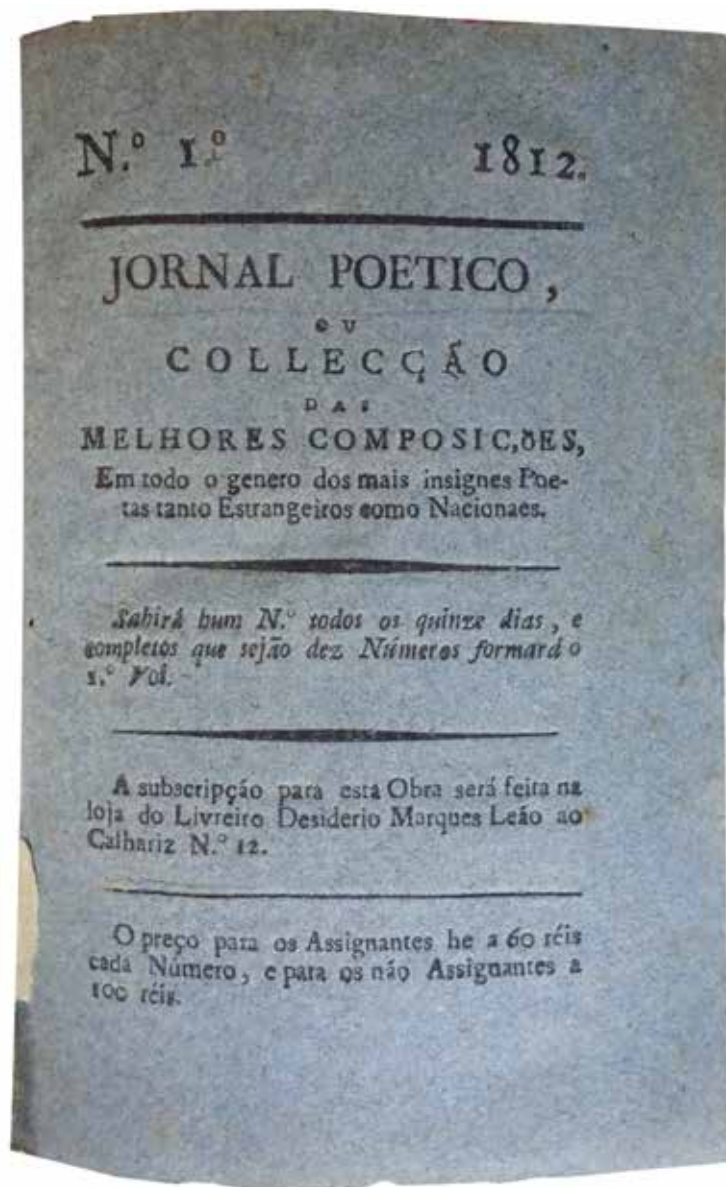 N.º 1.º 1812.
JORNAL POETICO,
OU
COLLECÇÃO
DAS
MELHORES COMPOSIC,ÕES,
Em todo o genero dos mais insignes Poe-
tas tanto Estrangeiros como Nacionaes.
Sahirá hum N.º todos os quinze dias, e
completos que sejão dez Números formará o
1.º Vol.
A subscripção para esta Obra será feita na
loja do Livreiro Desiderio Marques Leão ao
Calhariz N.º 12.
O preço para os Assignantes he a 60 réis
cada Número, e para os não Assignantes a
100 réis.